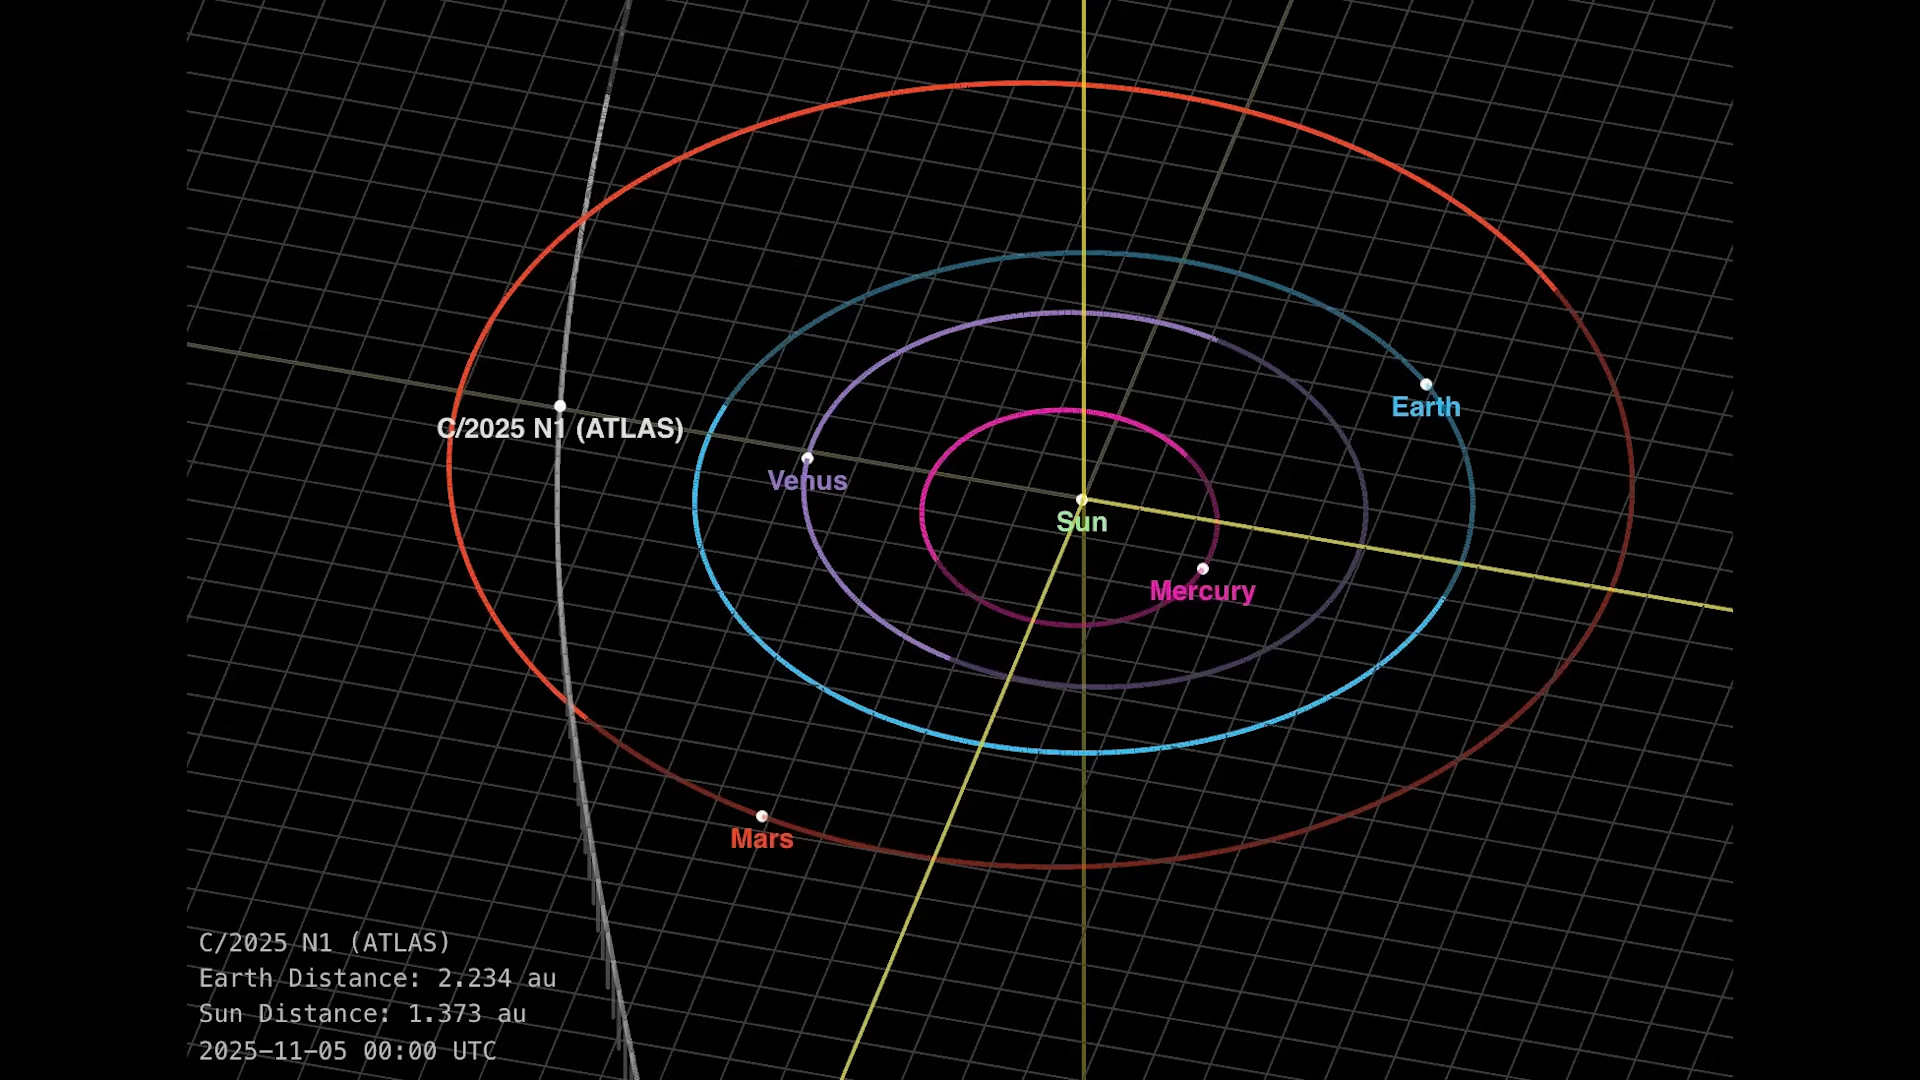 Earth
C/2025 N1 (ATLAS)
Venus
Sun
Mercury
Mars
C/2025 N1 (ATLAS)
Earth Distance: 2.234 au
Sun Distance: 1.373 au
2025-11-05 00:00 UTC